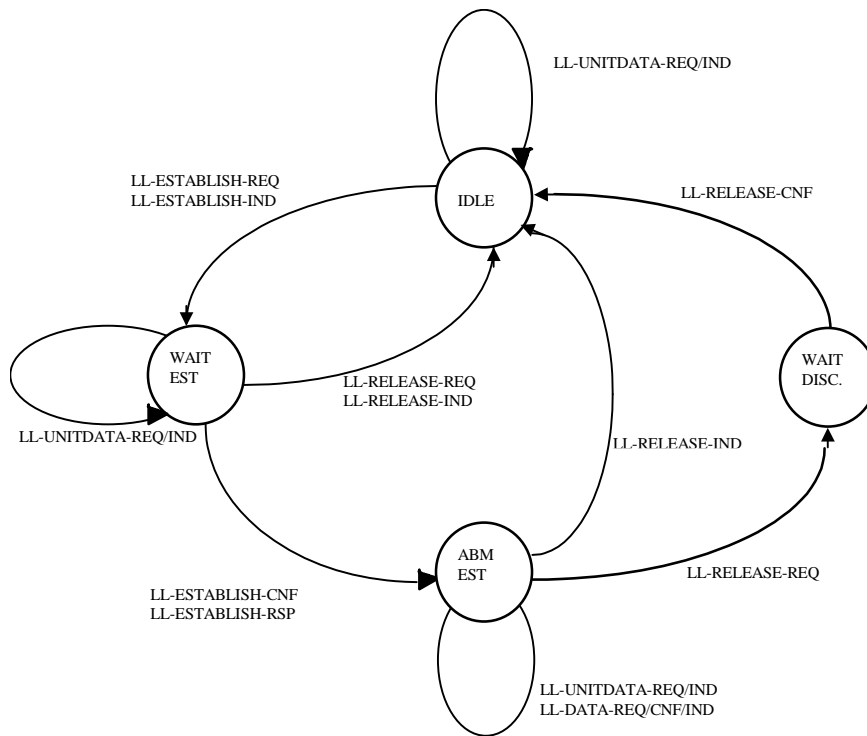 LL-UNITDATA-REQ/IND
LL-ESTABLISH-REQ
LL-ESTABLISH-IND
IDLE
LL-RELEASE-CNF
WAIT
EST
WAIT
DISC.
LL-RELEASE-REQ
LL-RELEASE-IND
LL-UNITDATA-REQ/IND
LL-RELEASE-IND
ABM
EST
LL-RELEASE-REQ
LL-ESTABLISH-CNF
LL-ESTABLISH-RSP
LL-UNITDATA-REQ/IND
LL-DATA-REQ/CNF/IND